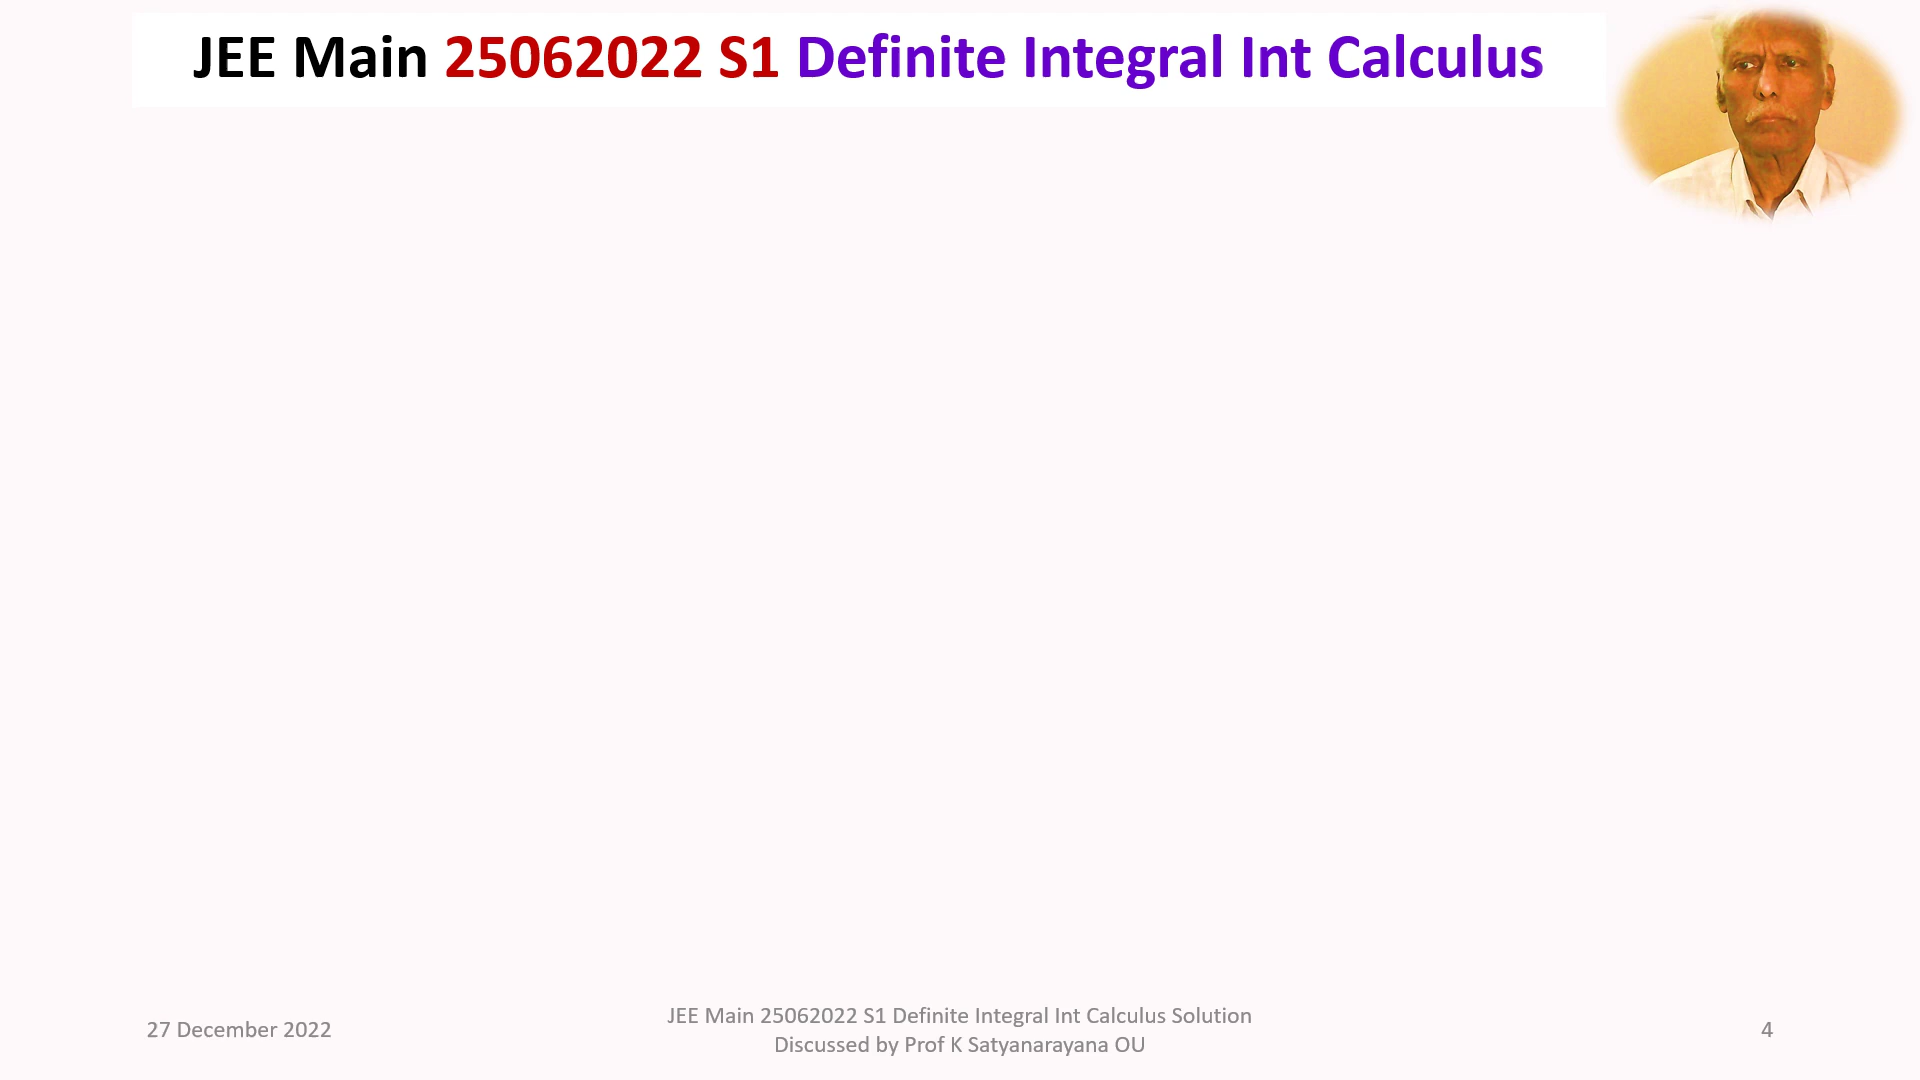 JEE Main 25062022 S1 Definite Integral Int Calculus
27 December 2022
JEE Main 25062022 S1 Definite Integral Int Calculus Solution
Discussed by Prof K Satyanarayana OU
4